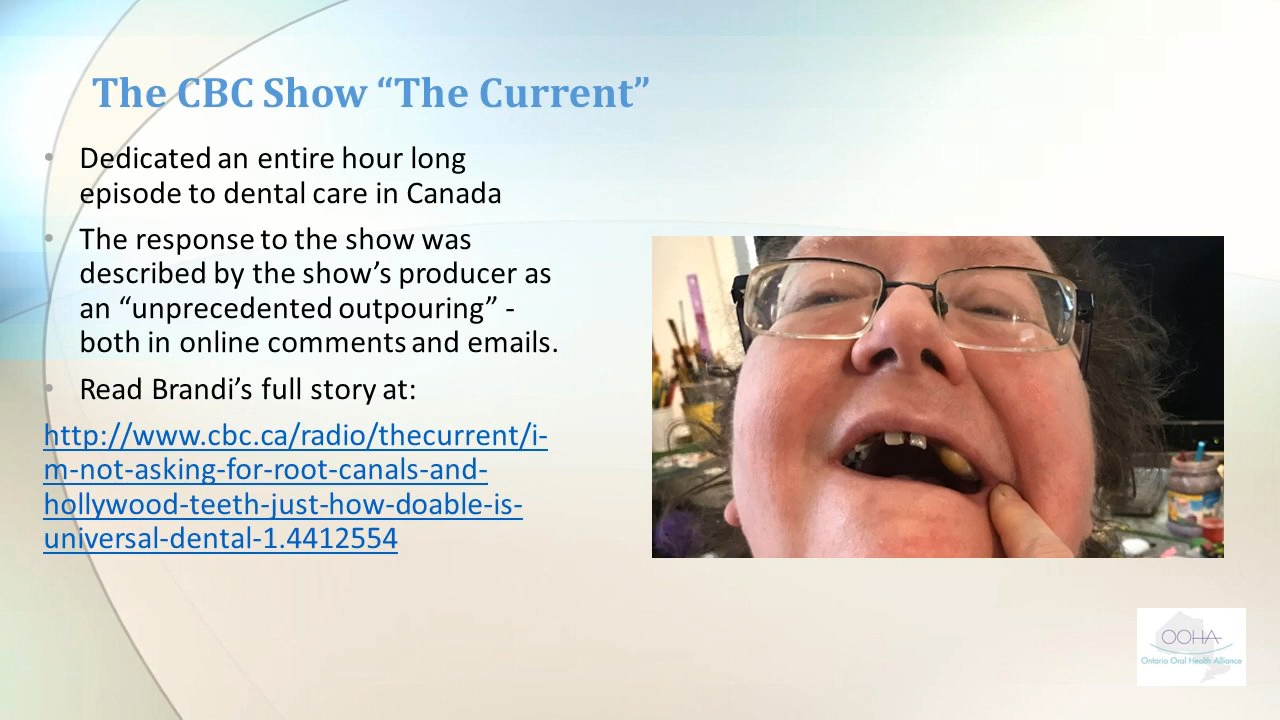 The CBC Show “The Current”
• Dedicated an entire hour long
episode to dental care in Canada
• The response to the show was
described by the show’s producer as
an “unprecedented outpouring” -
both in online comments and emails.
• Read Brandi’s full story at:
http://www.cbc.ca/radio/thecurrent/i-
m-not-asking-for-root-canals-and-
hollywood-teeth-just-how-doable-is-
universal-dental-1.4412554
OOHA
Ontario Oral Health Alliance